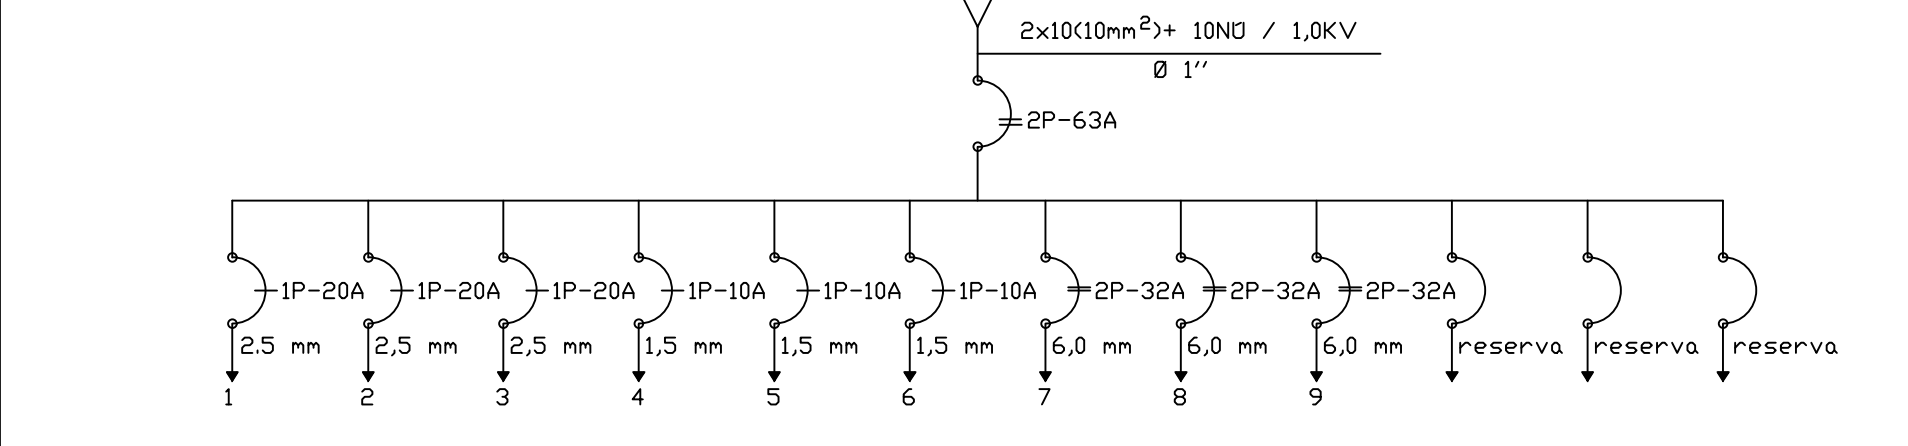 2x10(10mm²)+ 10NU / 1,0KV
Ø 1''
2P-63A
1P-20A 1P-20A 1P-20A 1P-10A 1P-10A 1P-10A 2P-32A 2P-32A 2P-32A
2.5 mm 2,5 mm 2,5 mm 1,5 mm 1,5 mm 1,5 mm 6,0 mm 6,0 mm 6,0 mm reserva reserva reserva
1 2 3 4 5 6 7 8 9